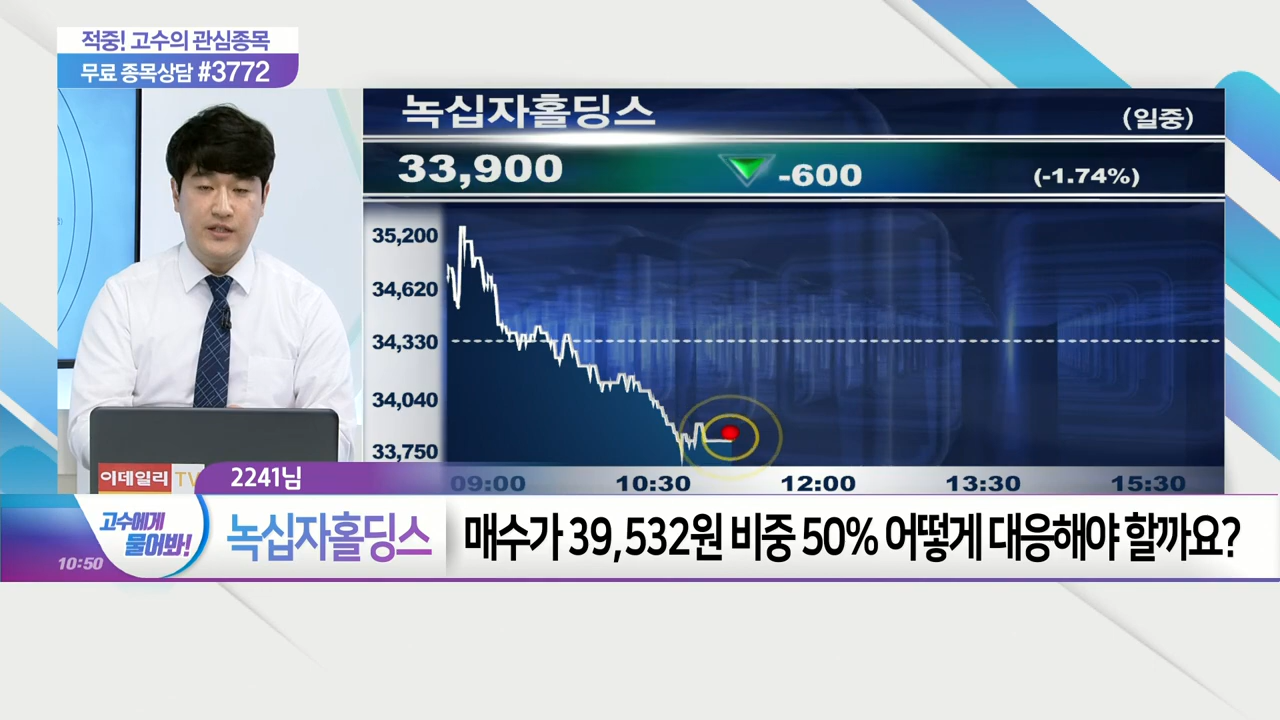 적중! 고수의 관심종목
무료 종목상담 #3772
녹십자홀딩스
(일중)
33,900
-600
(-1.74%)
35,200
34,620
34,330
34,040
33,750
09:00
10:30
12:00
13:30
15:30
이데일리 TV
2241님
고수에게
물어봐!
10:50
녹십자홀딩스
매수가 39,532원 비중 50% 어떻게 대응해야 할까요?